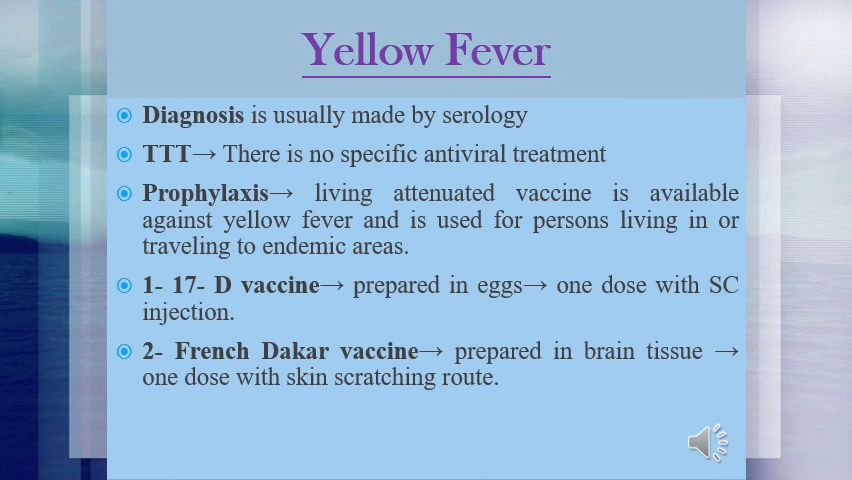 Yellow Fever
Diagnosis is usually made by serology
TTT→ There is no specific antiviral treatment
Prophylaxis→ living attenuated vaccine is available
against yellow fever and is used for persons living in or
traveling to endemic areas.
1- 17- D vaccine→ prepared in eggs→ one dose with SC
injection.
2- French Dakar vaccine→ prepared in brain tissue →
one dose with skin scratching route.